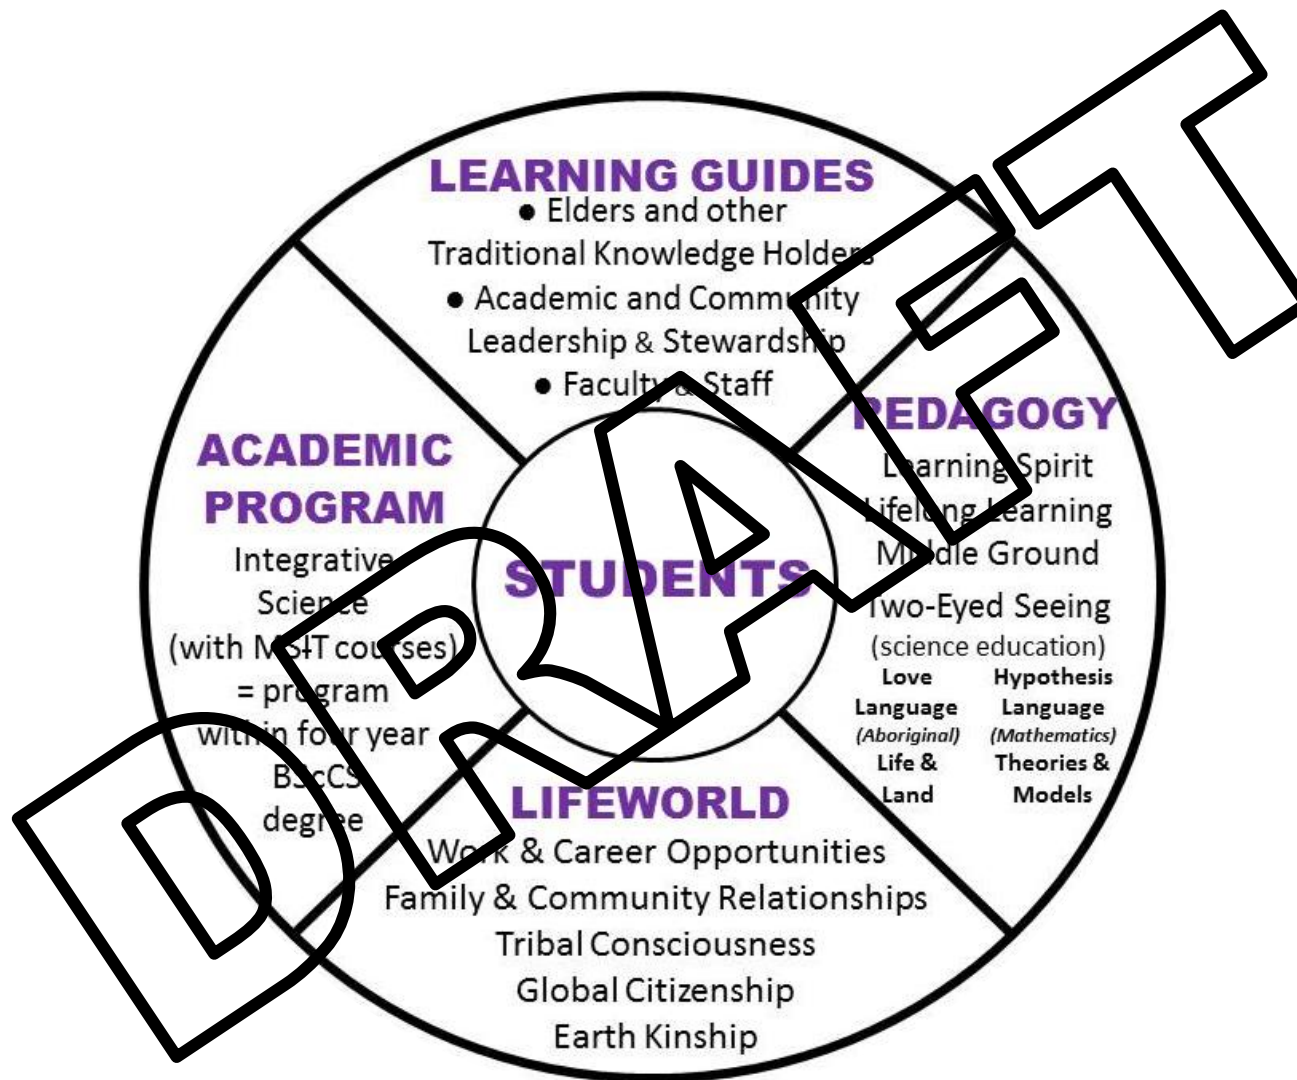 LEARNING GUIDES
● Elders and other
Traditional Knowledge Holders
● Academic and Community
Leadership & Stewardship
● Faculty & Staff
ACADEMIC
PROGRAM
Integrative
Science
(with MSIT courses)
= program
within four year
BScCS
degree
STUDENTS
PEDAGOGY
Learning Spirit
Lifelong Learning
Middle Ground
Two-Eyed Seeing
(science education)
Love Hypothesis
Language Language
(Aboriginal) (Mathematics)
Life & Theories &
Land Models
LIFEWORLD
Work & Career Opportunities
Family & Community Relationships
Tribal Consciousness
Global Citizenship
Earth Kinship
DRAFT